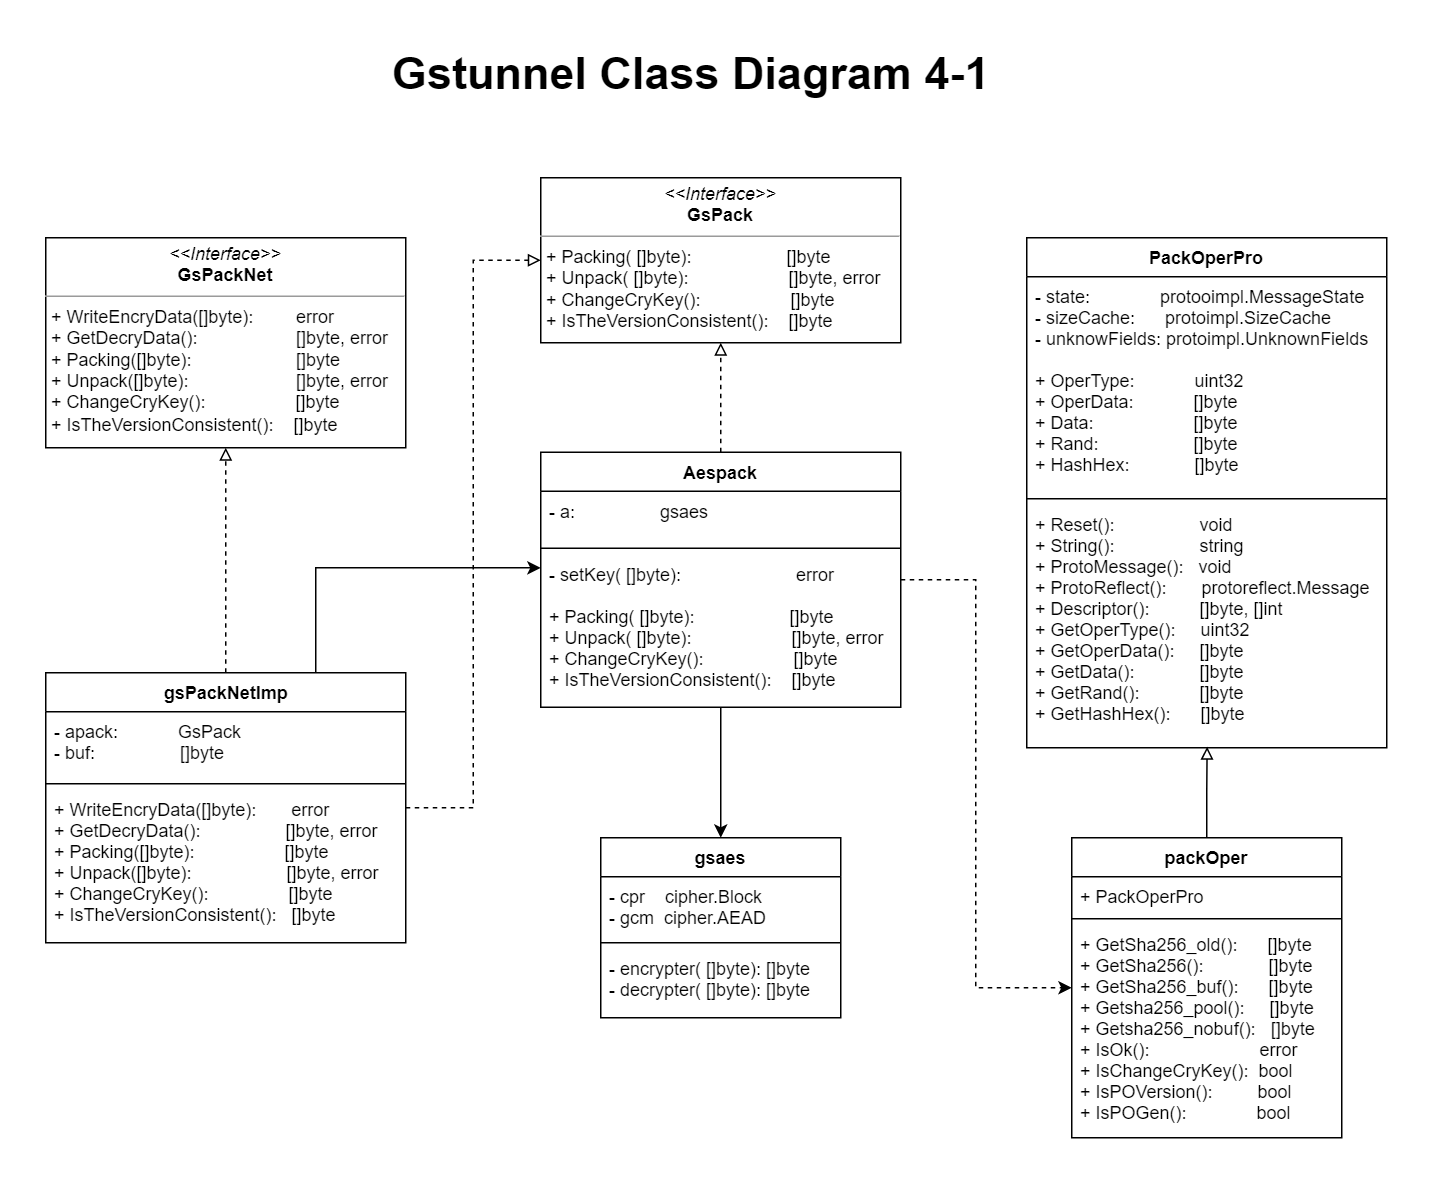 Gstunnel Class Diagram 4-1
<<Interface>>
GsPackNet
+ WriteEncryData([]byte): error
+ GetDecryData(): []byte, error
+ Packing([]byte): []byte
+ Unpack([]byte): []byte, error
+ ChangeCryKey(): []byte
+ IsTheVersionConsistent(): []byte
<<Interface>>
GsPack
+ Packing( []byte): []byte
+ Unpack( []byte): []byte, error
+ ChangeCryKey(): []byte
+ IsTheVersionConsistent(): []byte
PackOperPro
- state: protooimpl.MessageState
- sizeCache: protoimpl.SizeCache
- unknowFields: protoimpl.UnknownFields
+ OperType: uint32
+ OperData: []byte
+ Data: []byte
+ Rand: []byte
+ HashHex: []byte
+ Reset(): void
+ String(): string
+ ProtoMessage(): void
+ ProtoReflect(): protoreflect.Message
+ Descriptor(): []byte, []int
+ GetOperType(): uint32
+ GetOperData(): []byte
+ GetData(): []byte
+ GetRand(): []byte
+ GetHashHex(): []byte
Aespack
- a: gsaes
- setKey( []byte): error
+ Packing( []byte): []byte
+ Unpack( []byte): []byte, error
+ ChangeCryKey(): []byte
+ IsTheVersionConsistent(): []byte
gsPackNetImp
- apack: GsPack
- buf: []byte
+ WriteEncryData([]byte): error
+ GetDecryData(): []byte, error
+ Packing([]byte): []byte
+ Unpack([]byte): []byte, error
+ ChangeCryKey(): []byte
+ IsTheVersionConsistent(): []byte
gsaes
- cpr cipher.Block
- gcm cipher.AEAD
- encrypter( []byte): []byte
- decrypter( []byte): []byte
packOper
+ PackOperPro
+ GetSha256_old(): []byte
+ GetSha256(): []byte
+ GetSha256_buf(): []byte
+ Getsha256_pool(): []byte
+ Getsha256_nobuf(): []byte
+ IsOk(): error
+ IsChangeCryKey(): bool
+ IsPOVersion(): bool
+ IsPOGen(): bool